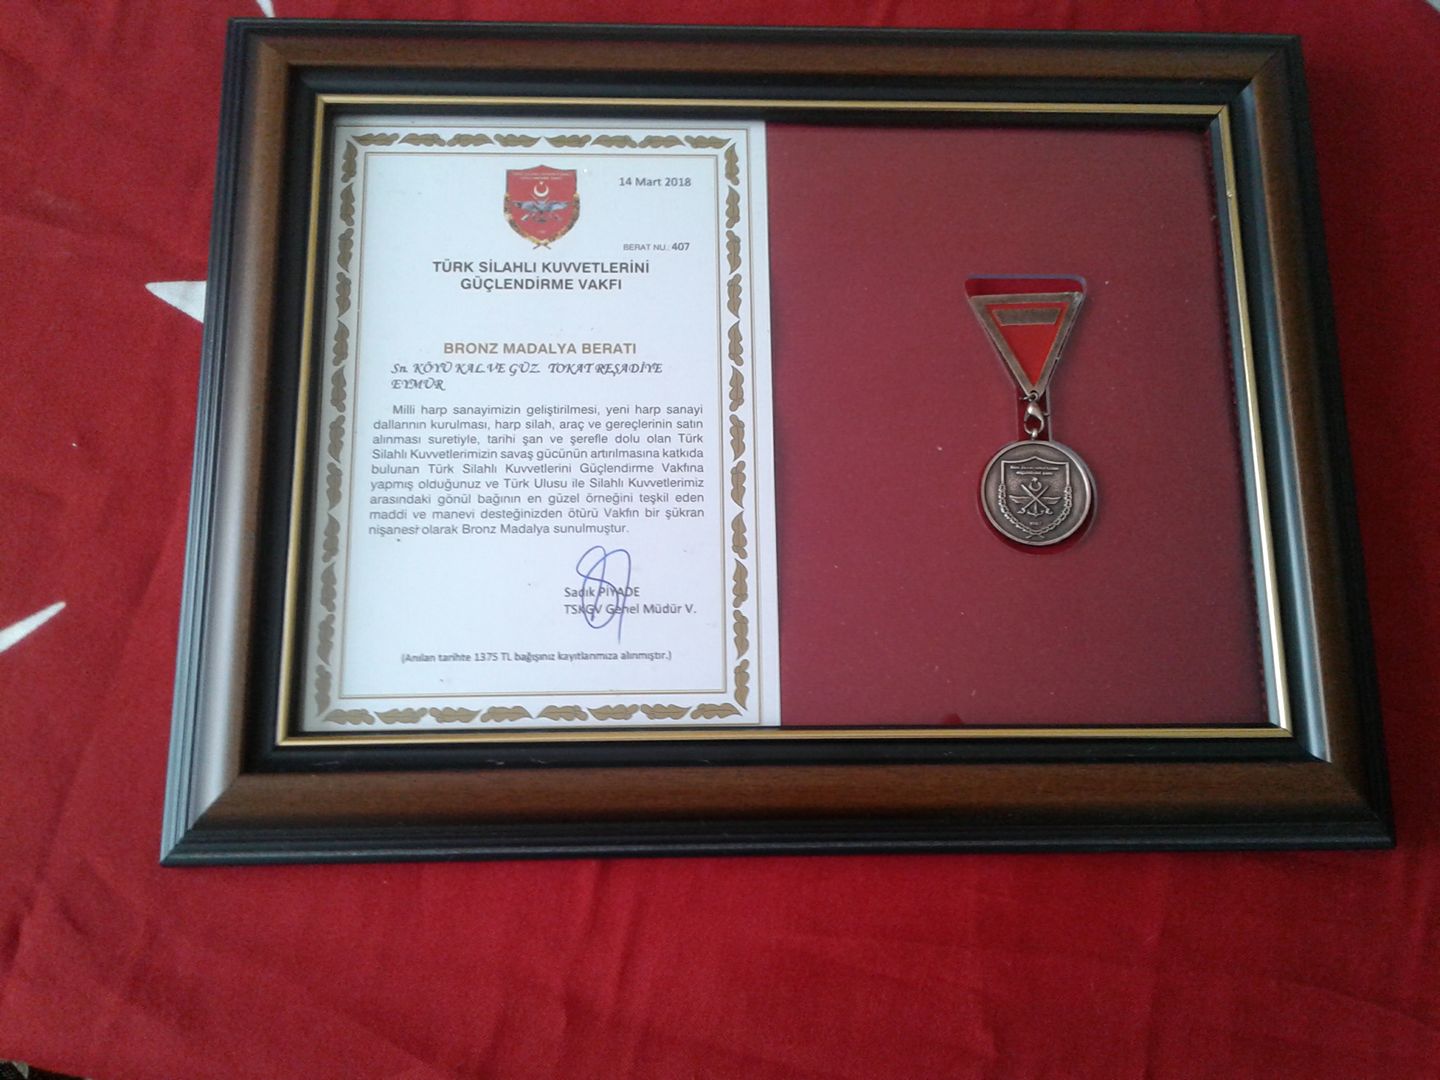 14 Mart 2018
BERAT NU.: 407
TÜRK SİLAHLI KUVVETLERİNİ
GÜÇLENDİRME VAKFI
BRONZ MADALYA BERATI
Sn. KÖYÜ KAL.VE GÜZ. TOKAT REŞADİYE
EYMÜR
Milli harp sanayimizin geliştirilmesi, yeni harp sanayi
dallarının kurulması, harp silah, araç ve gereçlerinin satın
alınması suretiyle, tarihi şan ve şerefle dolu olan Türk
Silahlı Kuvvetlerimizin savaş gücünün artırılmasına katkıda
bulunan Türk Silahlı Kuvvetlerini Güçlendirme Vakfına
yapmış olduğunuz ve Türk Ulusu ile Silahlı Kuvvetlerimiz
arasındaki gönül bağının en güzel örneğini teşkil eden
maddi ve manevi desteğinizden ötürü Vakfın bir şükran
nişanesi olarak Bronz Madalya sunulmuştur.
Sadık PİYADE
TSKGV Genel Müdür V.
(Anılan tarihte 1375 TL bağışınız kayıtlarımıza alınmıştır.)